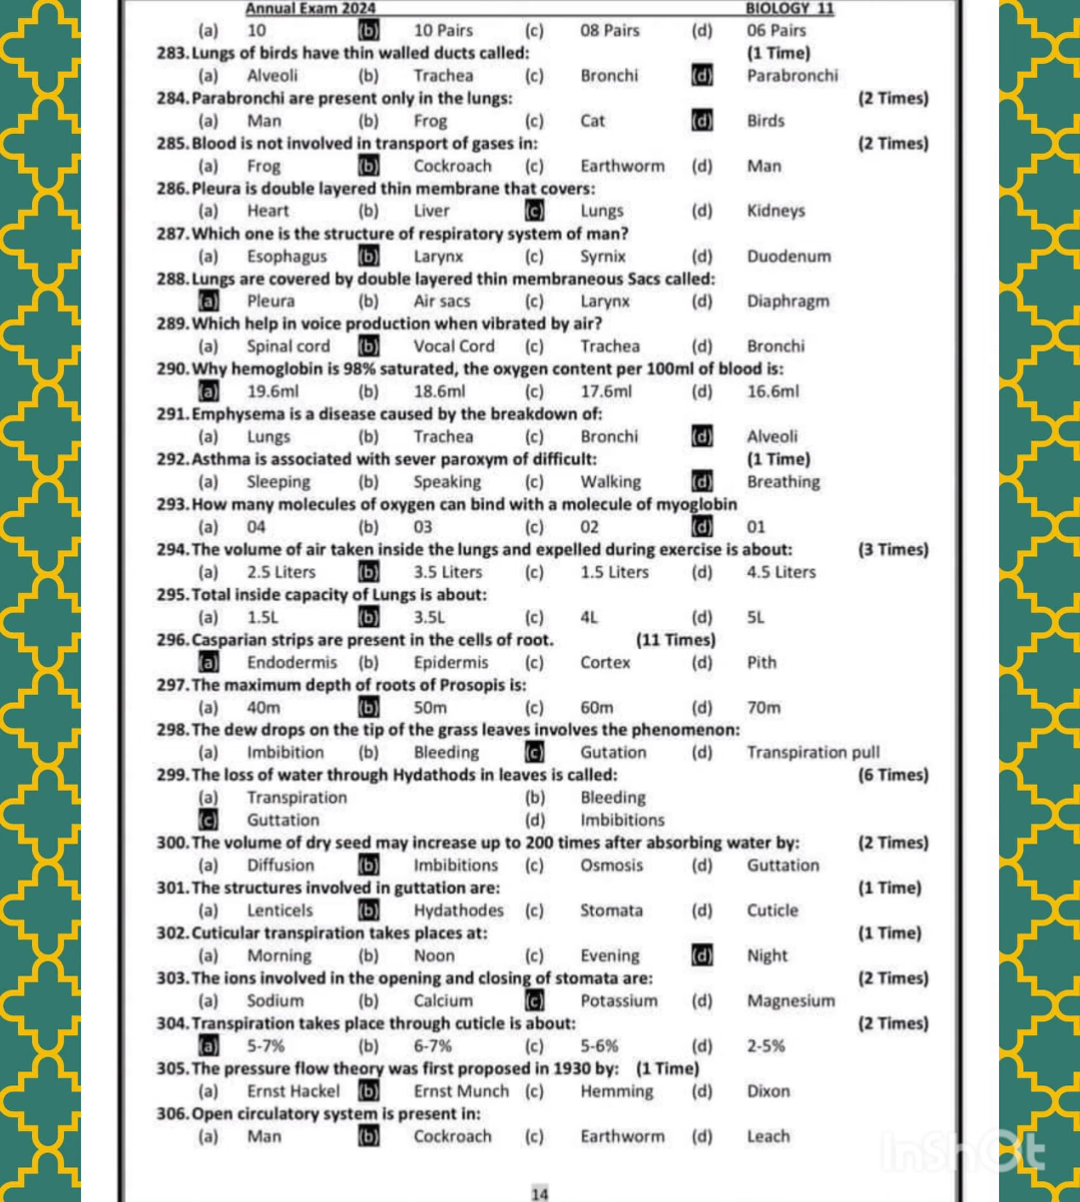 Annual Exam 2024 BIOLOGY 11
(a) 10 (b) 10 Pairs (c) 08 Pairs (d) 06 Pairs
283. Lungs of birds have thin walled ducts called: (1 Time)
(a) Alveoli (b) Trachea (c) Bronchi (d) Parabronchi
284. Parabronchi are present only in the lungs: (2 Times)
(a) Man (b) Frog (c) Cat (d) Birds
285. Blood is not involved in transport of gases in: (2 Times)
(a) Frog (b) Cockroach (c) Earthworm (d) Man
286. Pleura is double layered thin membrane that covers:
(a) Heart (b) Liver (c) Lungs (d) Kidneys
287. Which one is the structure of respiratory system of man?
(a) Esophagus (b) Larynx (c) Syrnix (d) Duodenum
288. Lungs are covered by double layered thin membraneous Sacs called:
(a) Pleura (b) Air sacs (c) Larynx (d) Diaphragm
289. Which help in voice production when vibrated by air?
(a) Spinal cord (b) Vocal Cord (c) Trachea (d) Bronchi
290. Why hemoglobin is 98% saturated, the oxygen content per 100ml of blood is:
(a) 19.6ml (b) 18.6ml (c) 17.6ml (d) 16.6ml
291. Emphysema is a disease caused by the breakdown of:
(a) Lungs (b) Trachea (c) Bronchi (d) Alveoli
292. Asthma is associated with sever paroxym of difficult: (1 Time)
(a) Sleeping (b) Speaking (c) Walking (d) Breathing
293. How many molecules of oxygen can bind with a molecule of myoglobin
(a) 04 (b) 03 (c) 02 (d) 01
294. The volume of air taken inside the lungs and expelled during exercise is about: (3 Times)
(a) 2.5 Liters (b) 3.5 Liters (c) 1.5 Liters (d) 4.5 Liters
295. Total inside capacity of Lungs is about:
(a) 1.5L (b) 3.5L (c) 4L (d) 5L
296. Casparian strips are present in the cells of root. (11 Times)
(a) Endodermis (b) Epidermis (c) Cortex (d) Pith
297. The maximum depth of roots of Prosopis is:
(a) 40m (b) 50m (c) 60m (d) 70m
298. The dew drops on the tip of the grass leaves involves the phenomenon:
(a) Imbibition (b) Bleeding (c) Gutation (d) Transpiration pull
299. The loss of water through Hydathods in leaves is called: (6 Times)
(a) Transpiration (b) Bleeding
(c) Guttation (d) Imbibitions
300. The volume of dry seed may increase up to 200 times after absorbing water by: (2 Times)
(a) Diffusion (b) Imbibitions (c) Osmosis (d) Guttation
301. The structures involved in guttation are: (1 Time)
(a) Lenticels (b) Hydathodes (c) Stomata (d) Cuticle
302. Cuticular transpiration takes places at: (1 Time)
(a) Morning (b) Noon (c) Evening (d) Night
303. The ions involved in the opening and closing of stomata are: (2 Times)
(a) Sodium (b) Calcium (c) Potassium (d) Magnesium
304. Transpiration takes place through cuticle is about: (2 Times)
(a) 5-7% (b) 6-7% (c) 5-6% (d) 2-5%
305. The pressure flow theory was first proposed in 1930 by: (1 Time)
(a) Ernst Hackel (b) Ernst Munch (c) Hemming (d) Dixon
306. Open circulatory system is present in:
(a) Man (b) Cockroach (c) Earthworm (d) Leach
InShOt
14